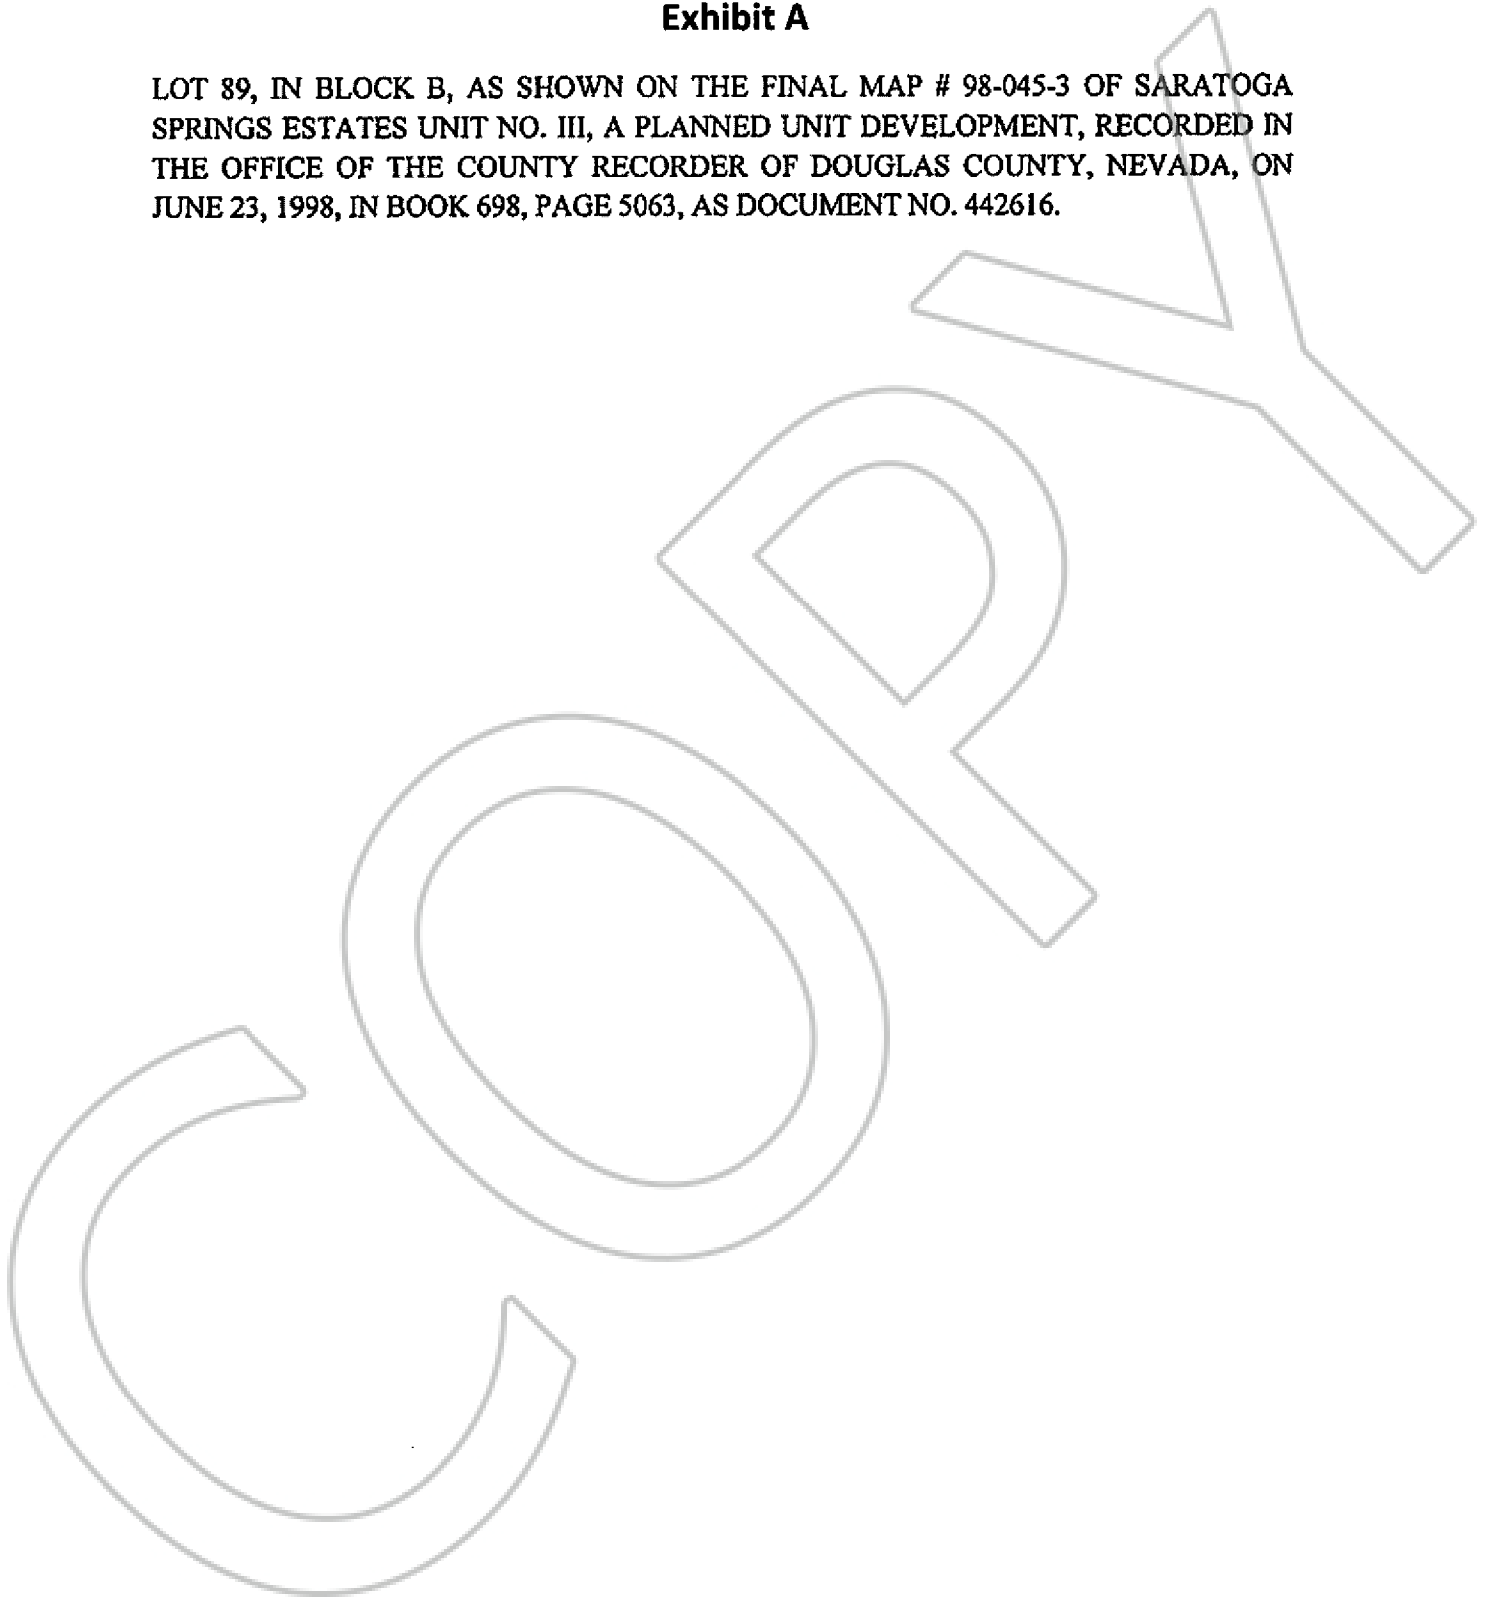 Exhibit A
LOT 89, IN BLOCK B, AS SHOWN ON THE FINAL MAP # 98-045-3 OF SARATOGA
SPRINGS ESTATES UNIT NO. III, A PLANNED UNIT DEVELOPMENT, RECORDED IN
THE OFFICE OF THE COUNTY RECORDER OF DOUGLAS COUNTY, NEVADA, ON
JUNE 23, 1998, IN BOOK 698, PAGE 5063, AS DOCUMENT NO. 442616.
COPY